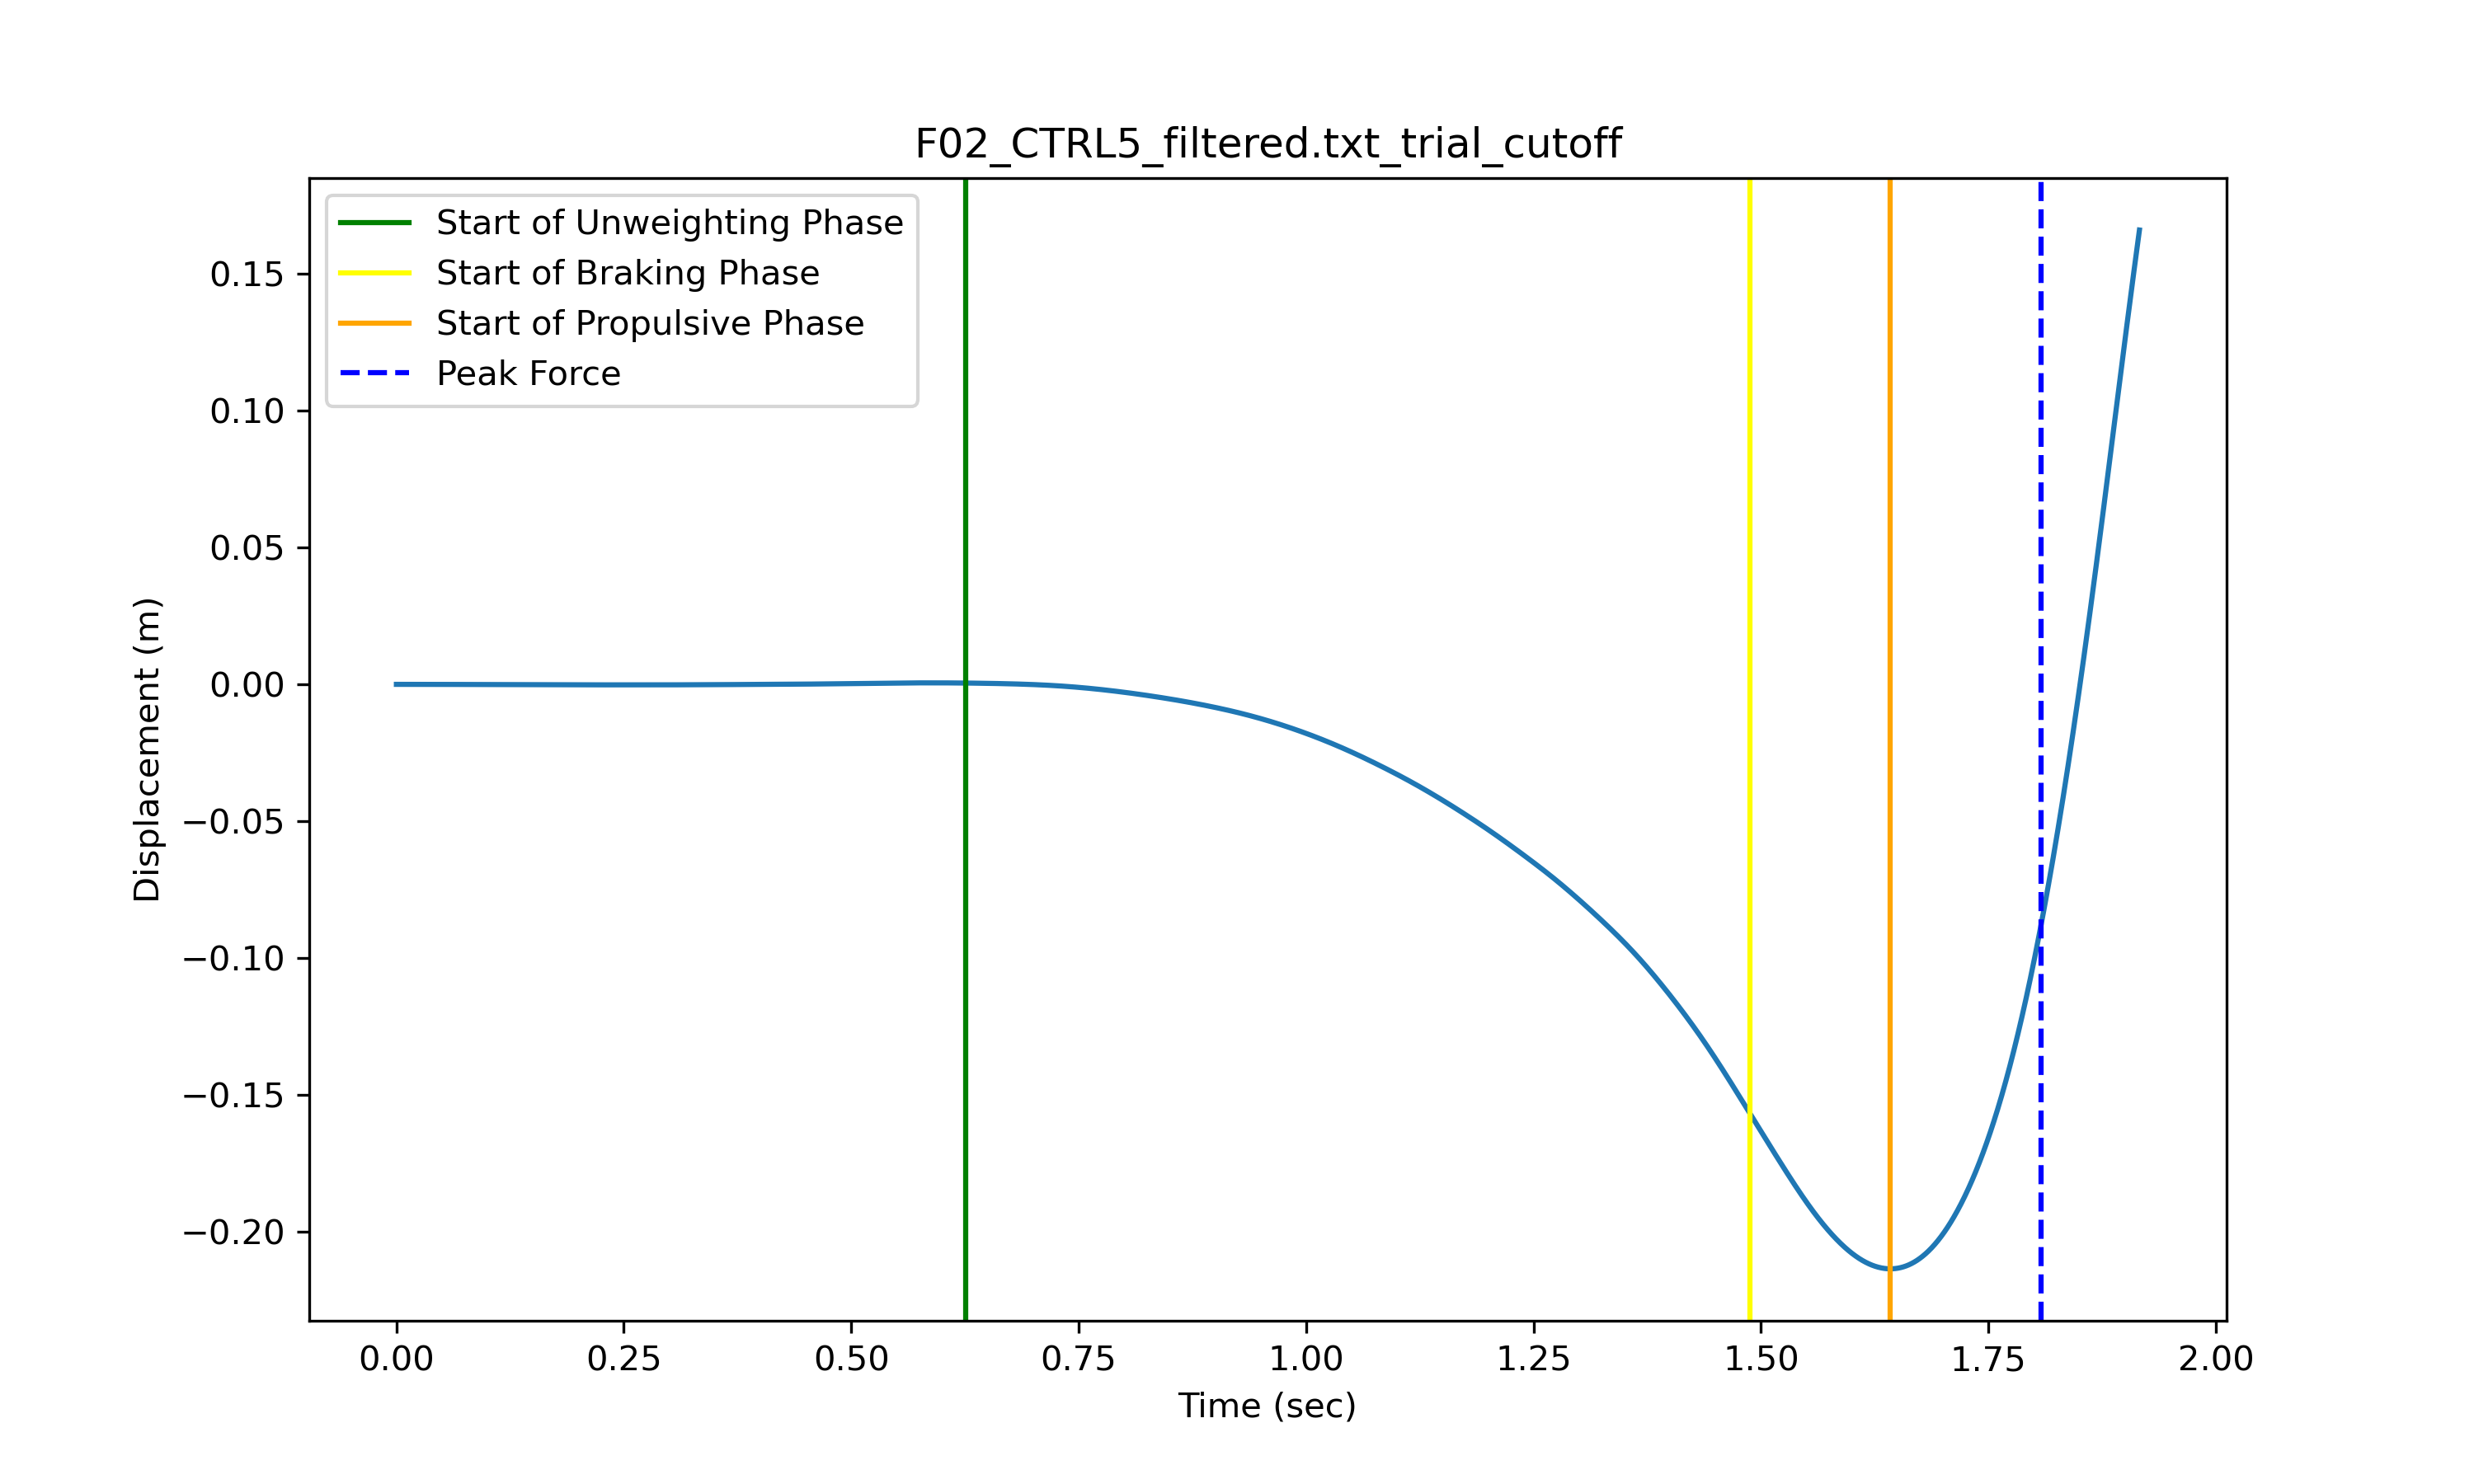 F02_CTRL5_filtered.txt_trial_cutoff
Start of Unweighting Phase
Start of Braking Phase
Start of Propulsive Phase
Peak Force
0.15
0.10
0.05
0.00
−0.05
−0.10
−0.15
−0.20
Displacement (m)
0.00 0.25 0.50 0.75 1.00 1.25 1.50 1.75 2.00
Time (sec)